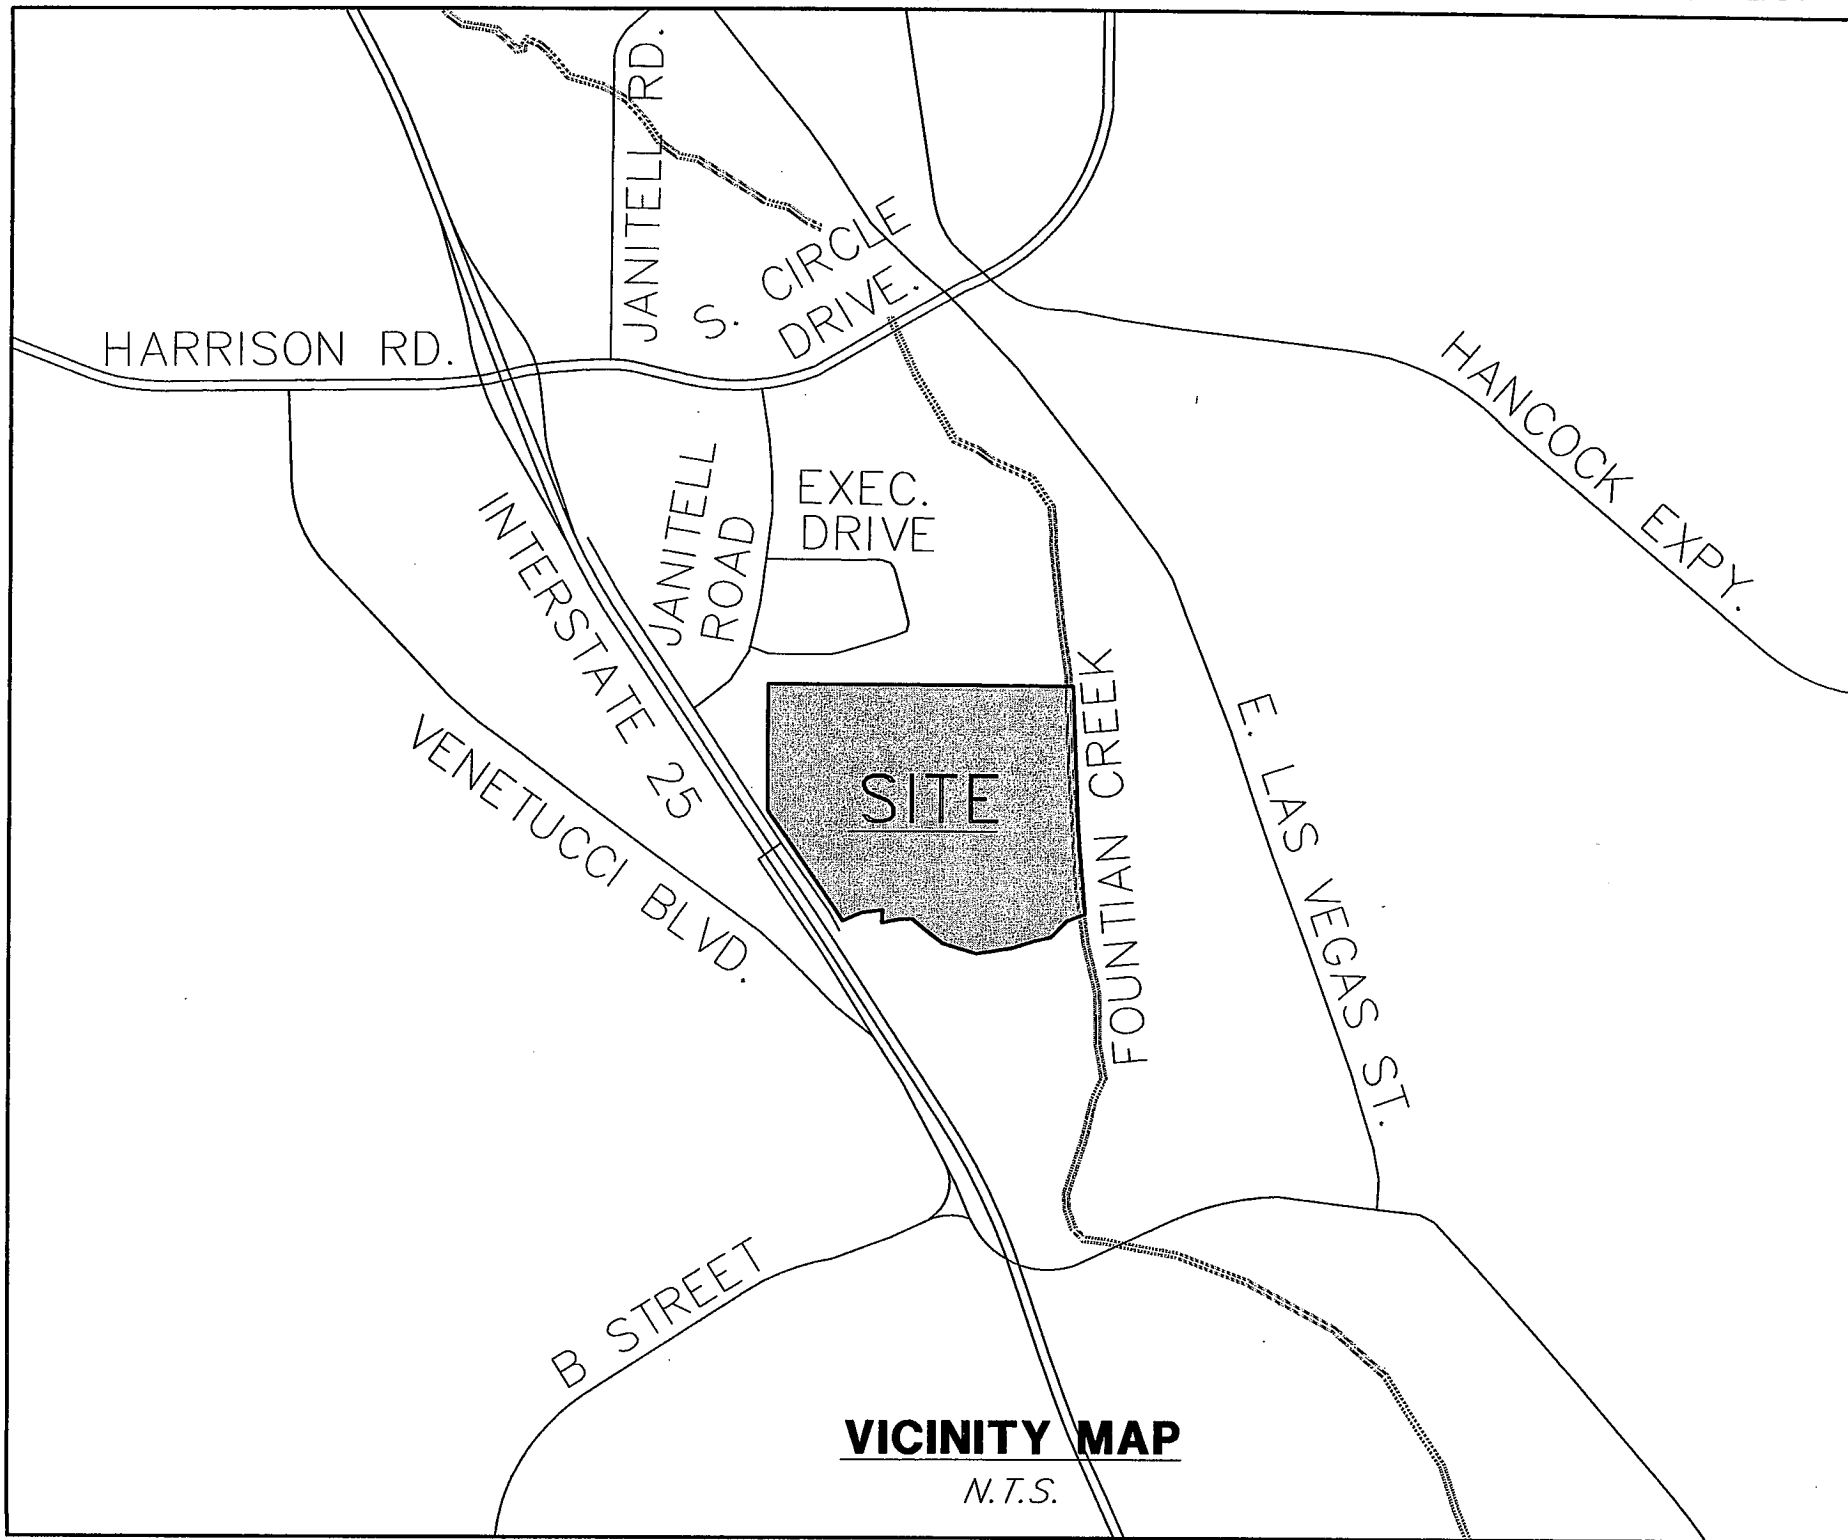 JANITELL RD.
S. CIRCLE
DRIVE.
HARRISON RD.
HANCOCK EXPY.
INTERSTATE 25
JANITELL
ROAD
EXEC.
DRIVE
VENETUCCI BLVD.
SITE
FOUNTIAN CREEK
E. LAS VEGAS ST.
B STREET
VICINITY MAP
N.T.S.